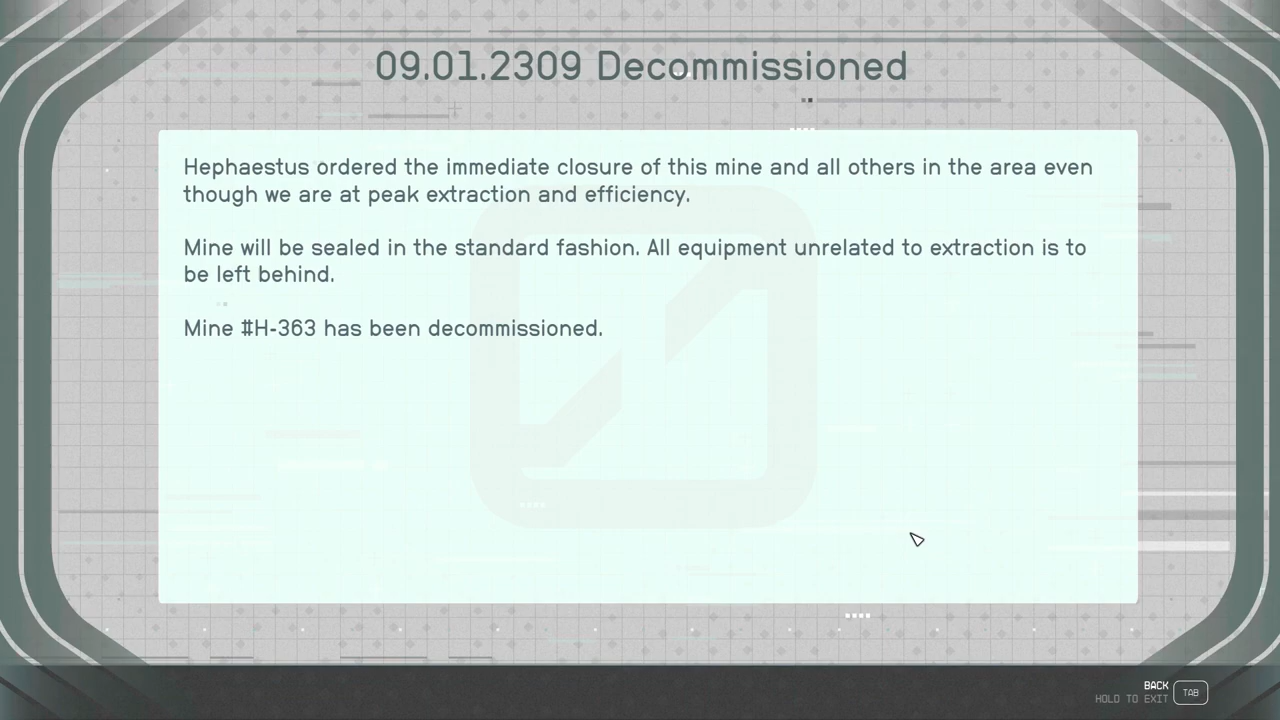 09.01.2309 Decommissioned
Hephaestus ordered the immediate closure of this mine and all others in the area even
though we are at peak extraction and efficiency.
Mine will be sealed in the standard fashion. All equipment unrelated to extraction is to
be left behind.
Mine #H-363 has been decommissioned.
BACK
HOLD TO EXIT
TAB